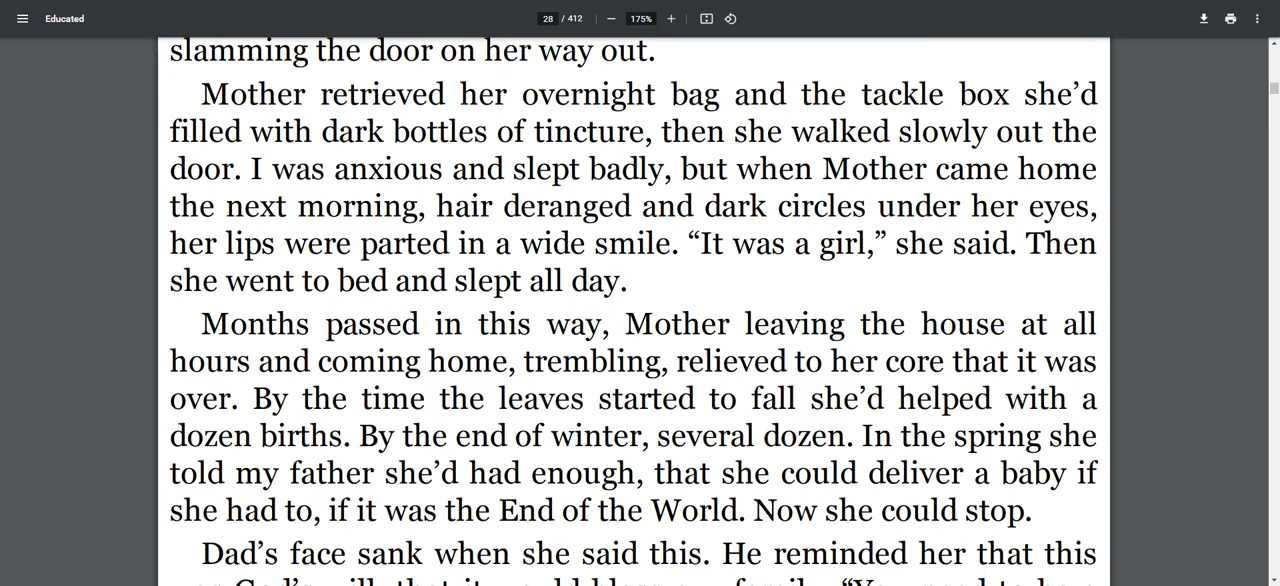 Educated
28 / 412
175%
slamming the door on her way out.
Mother retrieved her overnight bag and the tackle box she’d
filled with dark bottles of tincture, then she walked slowly out the
door. I was anxious and slept badly, but when Mother came home
the next morning, hair deranged and dark circles under her eyes,
her lips were parted in a wide smile. “It was a girl,” she said. Then
she went to bed and slept all day.
Months passed in this way, Mother leaving the house at all
hours and coming home, trembling, relieved to her core that it was
over. By the time the leaves started to fall she’d helped with a
dozen births. By the end of winter, several dozen. In the spring she
told my father she’d had enough, that she could deliver a baby if
she had to, if it was the End of the World. Now she could stop.
Dad’s face sank when she said this. He reminded her that this